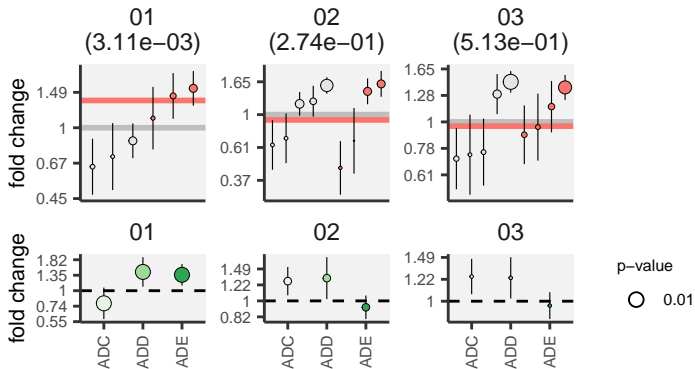 01 02 03
(3.11e−03) (2.74e−01) (5.13e−01)
fold change
1.49
1
0.67
0.45
1.65
1
0.61
0.37
1.65
1.28
1
0.78
0.61
01 02 03
fold change
1.82
1.35
1
0.74
0.55
1.49
1.22
1
0.82
1.49
1.22
1
ADC ADD ADE
ADC ADD ADE
ADC ADD ADE
p−value
0.01